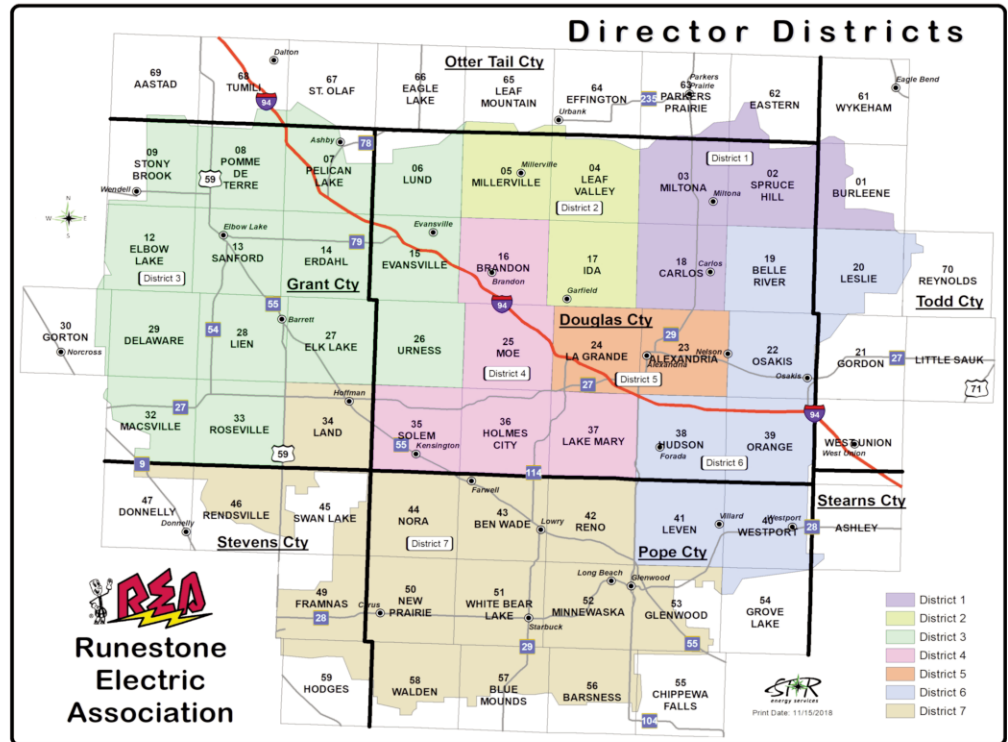 Director Districts
Otter Tail Cty
Dalton
69
AASTAD
68
TUMULI
67
ST. OLAF
66
EAGLE
LAKE
65
LEAF
MOUNTAIN
64
EFFINGTON
Urbank
235
63
PARKERS
PRAIRIE
Parkers
Prairie
62
EASTERN
61
WYKEHAM
Eagle Bend
94
Ashby
78
09
STONY
BROOK
Wendell
59
08
POMME
DE
TERRE
07
PELICAN
LAKE
06
LUND
05
MILLERVILLE
Millerville
04
LEAF
VALLEY
District 2
District 1
03
MILTONA
Miltona
02
SPRUCE
HILL
01
BURLEENE
N
W
E
S
12
ELBOW
LAKE
District 3
Elbow Lake
13
SANFORD
14
ERDAHL
79
Evansville
15
EVANSVILLE
16
BRANDON
Brandon
17
IDA
Garfield
18
CARLOS
Carlos
19
BELLE
RIVER
20
LESLIE
70
REYNOLDS
Grant Cty
Todd Cty
94
Douglas Cty
30
GORTON
Norcross
29
DELAWARE
54
28
LIEN
55
Barrett
27
ELK LAKE
26
URNESS
25
MOE
District 4
24
LA GRANDE
27
District 5
29
23
ALEXANDRIA
Alexandria
Nelson
22
OSAKIS
Osakis
21
GORDON
27
LITTLE SAUK
71
27
32
MACSVILLE
33
ROSEVILLE
59
Hoffman
34
LAND
35
SOLEM
55
Kensington
36
HOLMES
CITY
37
LAKE MARY
38
HUDSON
Forada
39
ORANGE
District 6
94
WEST UNION
West Union
9
114
Stearns Cty
47
DONNELLY
Donnelly
46
RENDSVILLE
45
SWAN LAKE
Stevens Cty
Farwell
44
NORA
District 7
43
BEN WADE
Lowry
42
RENO
41
LEVEN
Villard
40
WESTPORT
Westport
28
ASHLEY
Pope Cty
49
FRAMNAS
28
Cyrus
50
NEW
PRAIRIE
51
WHITE BEAR
LAKE
Starbuck
Long Beach
Glenwood
52
MINNEWASKA
53
GLENWOOD
55
54
GROVE
LAKE
29
59
HODGES
58
WALDEN
57
BLUE
MOUNDS
56
BARSNESS
55
CHIPPEWA
FALLS
104
REA
Runestone
Electric
Association
STAR
energy services
Print Date: 11/15/2018
District 1
District 2
District 3
District 4
District 5
District 6
District 7